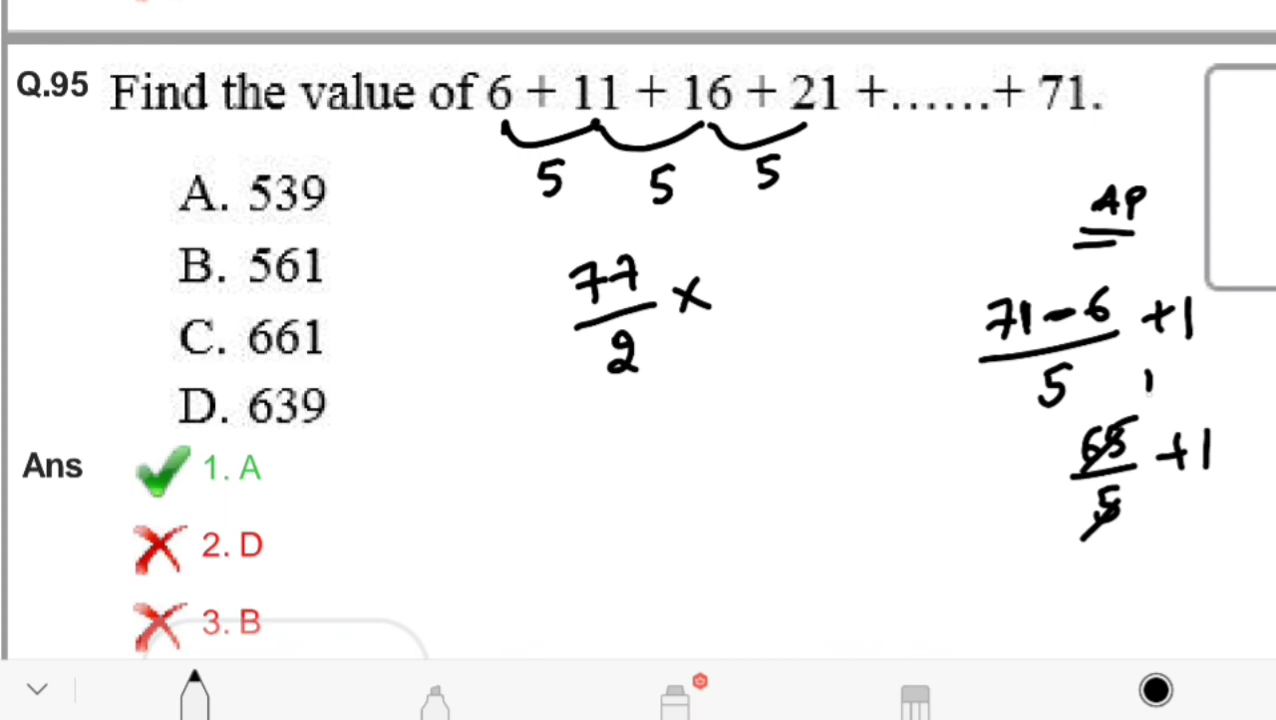 Q.95 Find the value of 6 + 11 + 16 + 21 +......+ 71.
5 5 5
A. 539
B. 561
C. 661
D. 639
AP
77/2 ×
71-6/5 +1
65/5 +1
Ans 1. A
2. D
3. B